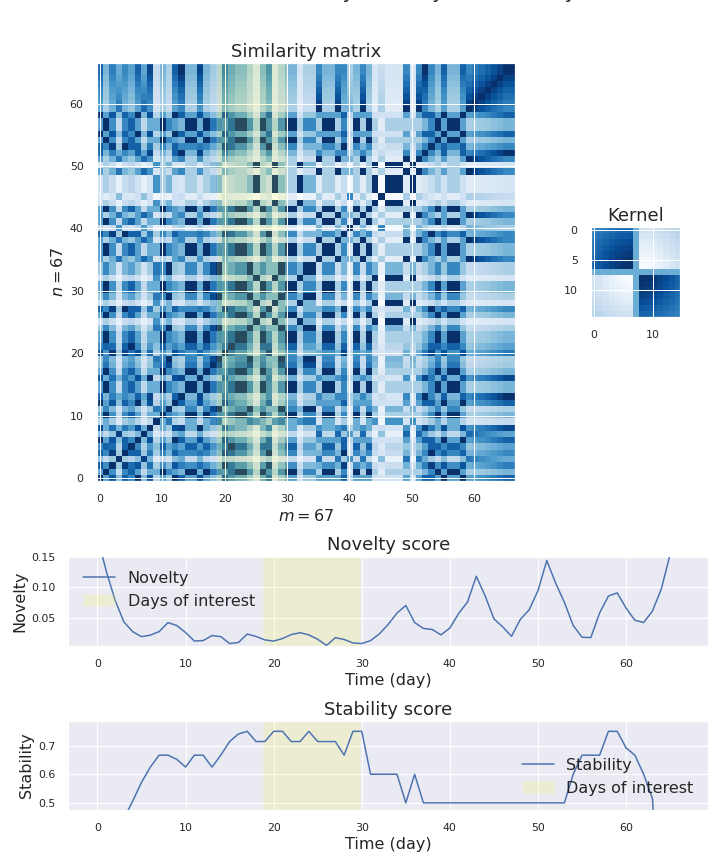 Similarity matrix
60
50
40
30
20
10
0
n = 67
0 10 20 30 40 50 60
m = 67
Kernel
0
5
10
0 10
Novelty score
0.15
0.10
0.05
Novelty
Novelty
Days of interest
0 10 20 30 40 50 60
Time (day)
Stability score
0.7
0.6
0.5
Stability
Stability
Days of interest
0 10 20 30 40 50 60
Time (day)